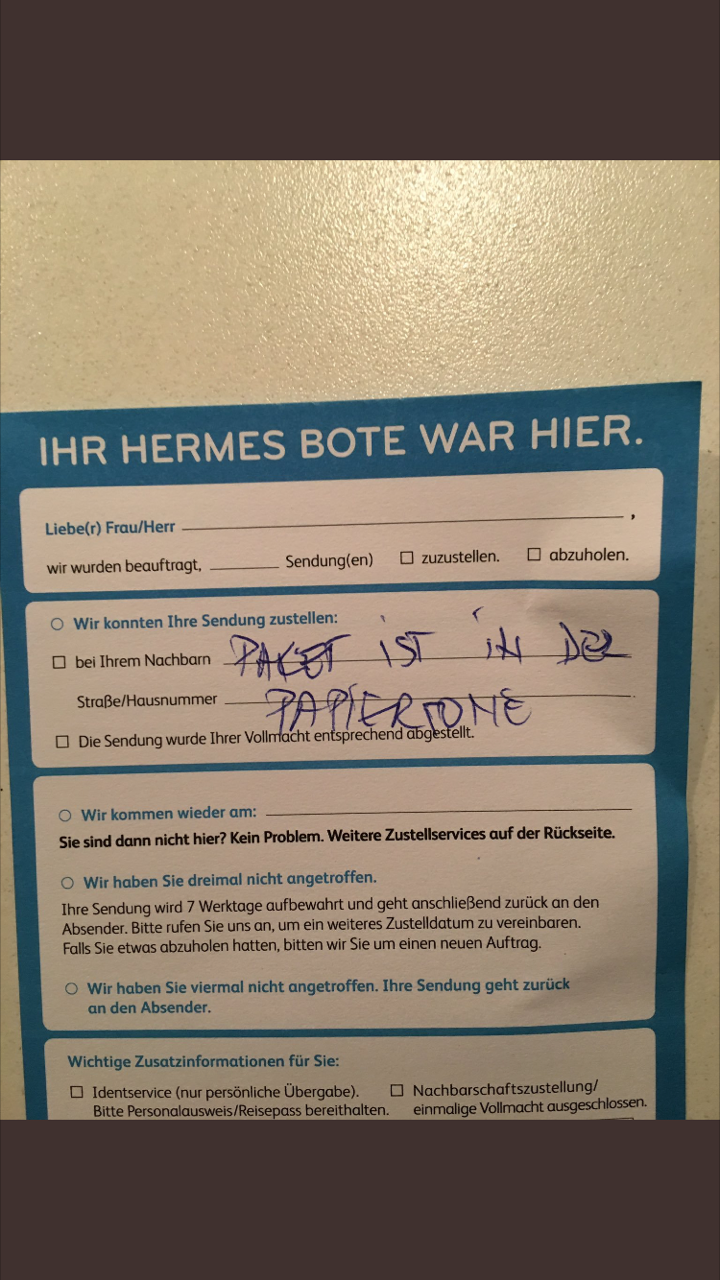 IHR HERMES BOTE WAR HIER.
Liebe(r) Frau/Herr ,
wir wurden beauftragt, Sendung(en) zuzustellen. abzuholen.
Wir konnten Ihre Sendung zustellen:
bei Ihrem Nachbarn PAKET IST IN DER
Straße/Hausnummer PAPIERTONE
Die Sendung wurde Ihrer Vollmacht entsprechend abgestellt.
Wir kommen wieder am:
Sie sind dann nicht hier? Kein Problem. Weitere Zustellservices auf der Rückseite.
Wir haben Sie dreimal nicht angetroffen.
Ihre Sendung wird 7 Werktage aufbewahrt und geht anschließend zurück an den
Absender. Bitte rufen Sie uns an, um ein weiteres Zustelldatum zu vereinbaren.
Falls Sie etwas abzuholen hatten, bitten wir Sie um einen neuen Auftrag.
Wir haben Sie viermal nicht angetroffen. Ihre Sendung geht zurück
an den Absender.
Wichtige Zusatzinformationen für Sie:
Identservice (nur persönliche Übergabe).
Bitte Personalausweis/Reisepass bereithalten.
Nachbarschaftszustellung/
einmalige Vollmacht ausgeschlossen.